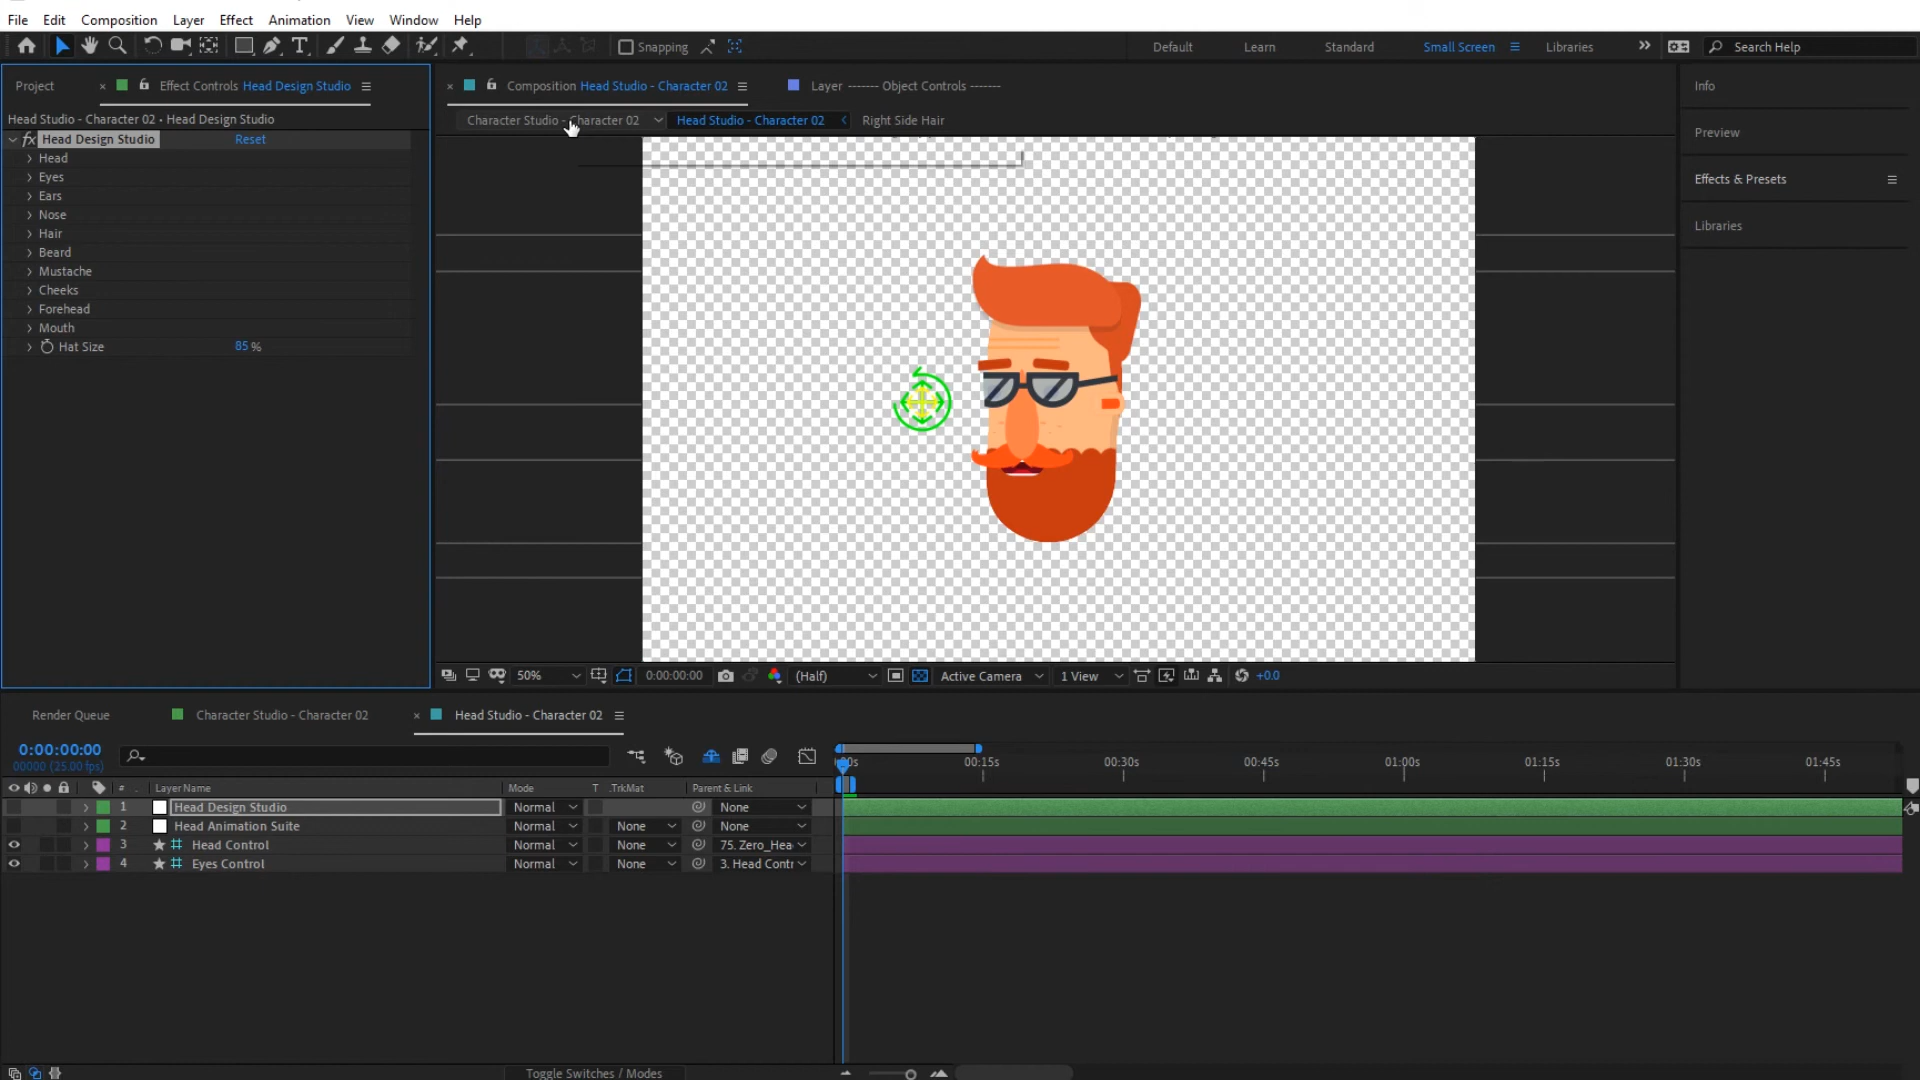 File Edit Composition Layer Effect Animation View Window Help
Snapping Default Learn Standard Small Screen Libraries Search Help
Project Effect Controls Head Design Studio
Composition Head Studio - Character 02 Layer ------- Object Controls -------
Info
Head Studio - Character 02 • Head Design Studio
Character Studio - Character 02 Head Studio - Character 02 Right Side Hair
Preview
fx Head Design Studio Reset
Head
Eyes
Effects & Presets
Ears
Nose
Libraries
Hair
Beard
Mustache
Cheeks
Forehead
Mouth
Hat Size 85 %
50% 0:00:00:00 (Half) Active Camera 1 View +0.0
Render Queue Character Studio - Character 02 Head Studio - Character 02
0:00:00:00
00000 (25.00 fps)
00s 00:15s 00:30s 00:45s 01:00s 01:15s 01:30s 01:45s
# Layer Name Mode T .TrkMat Parent & Link
1 Head Design Studio Normal None
2 Head Animation Suite Normal None None
3 Head Control Normal None 75. Zero_Hea
4 Eyes Control Normal None 3. Head Contr
Toggle Switches / Modes